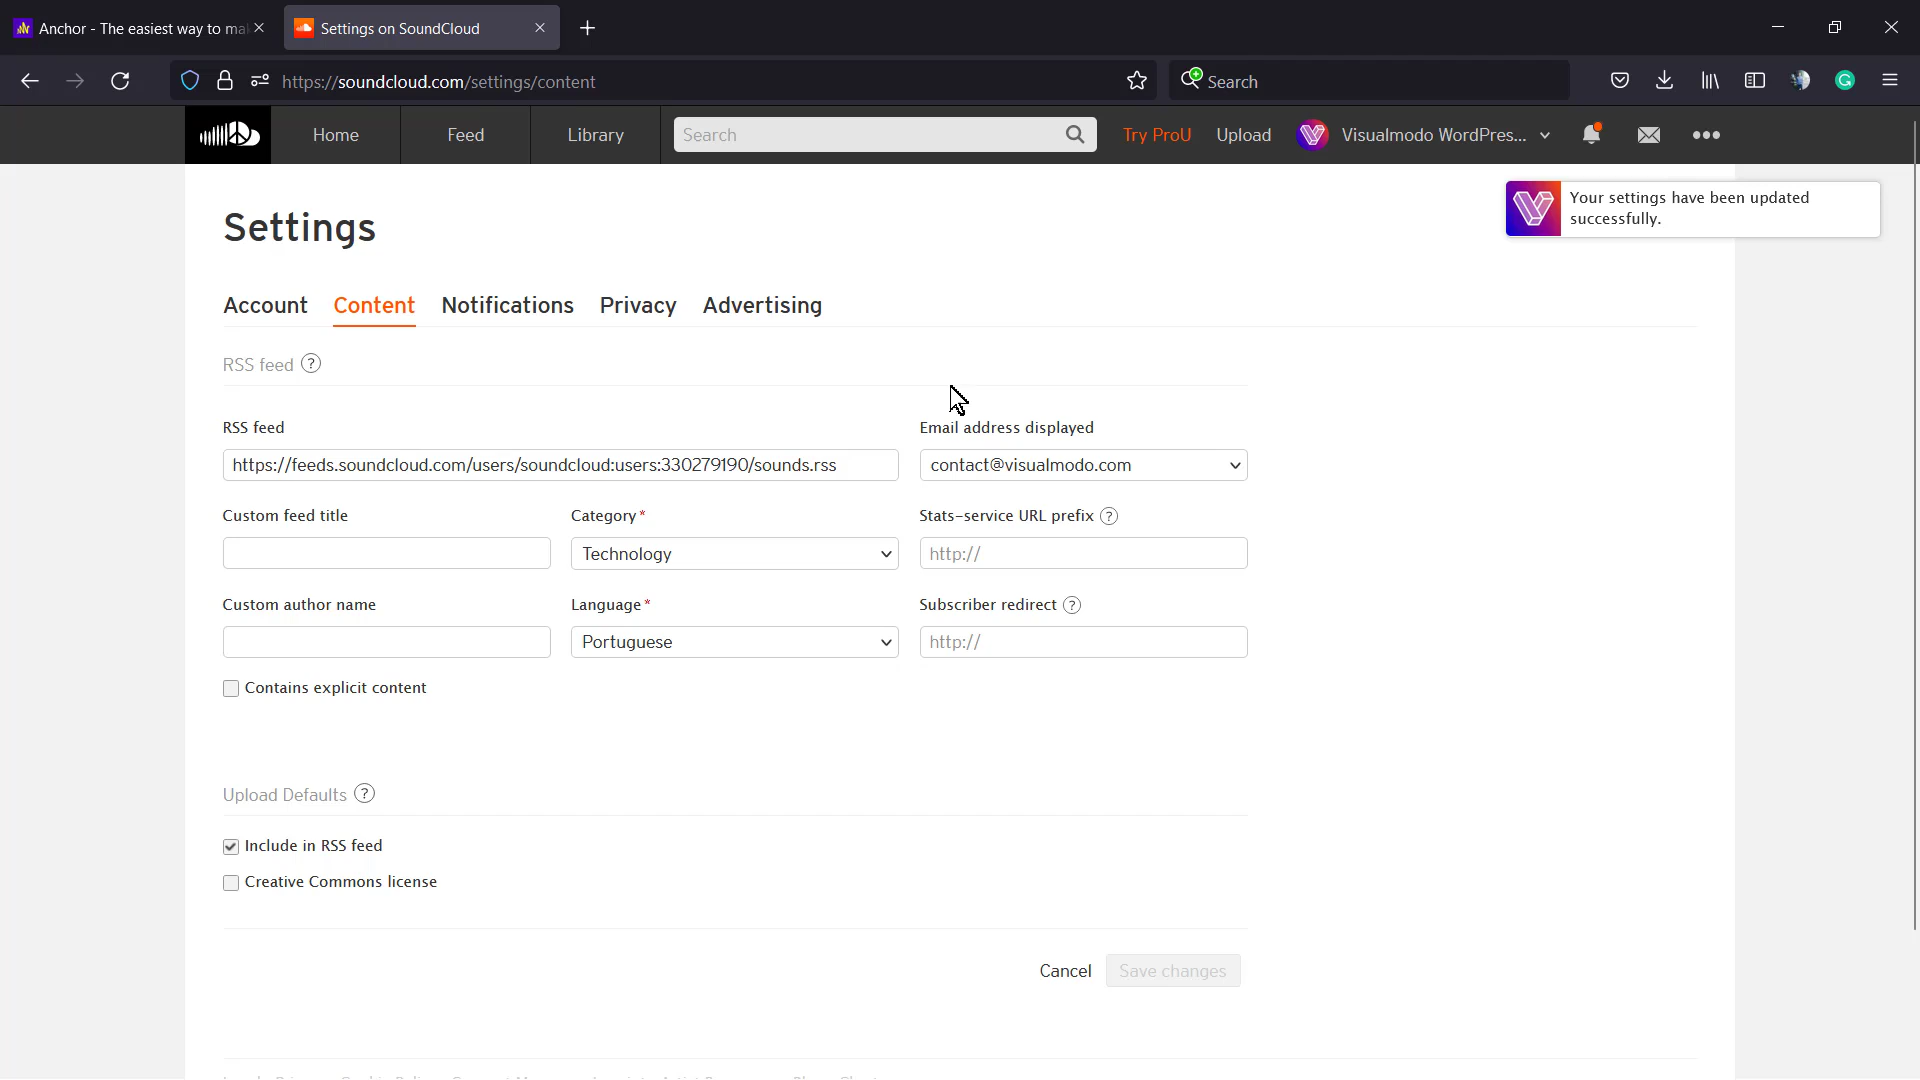 Anchor - The easiest way to ma
Settings on SoundCloud
https://soundcloud.com/settings/content
Search
Home
Feed
Library
Search
Try ProU
Upload
Visualmodo WordPres...
Your settings have been updated
successfully.
Settings
Account
Content
Notifications
Privacy
Advertising
RSS feed ?
RSS feed
Email address displayed
https://feeds.soundcloud.com/users/soundcloud:users:330279190/sounds.rss
contact@visualmodo.com
Custom feed title
Category*
Stats-service URL prefix ?
Technology
http://
Custom author name
Language*
Subscriber redirect ?
Portuguese
http://
Contains explicit content
Upload Defaults ?
Include in RSS feed
Creative Commons license
Cancel
Save changes